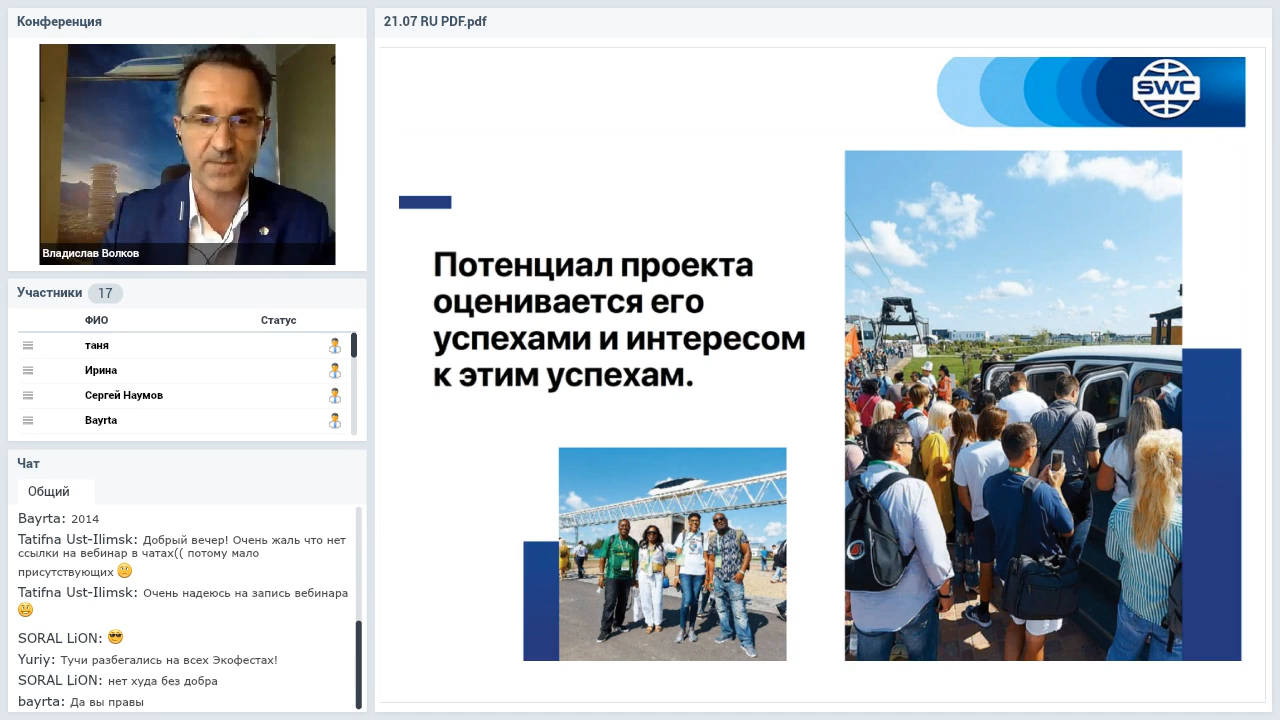 Конференция
Владислав Волков
Участники 17
ФИО Статус
таня
Ирина
Сергей Наумов
Bayrta
Чат
Общий
Bayrta: 2014
Tatifna Ust-Ilimsk: Добрый вечер! Очень жаль что нет
ссылки на вебинар в чатах(( потому мало
присутствующих
Tatifna Ust-Ilimsk: Очень надеюсь на запись вебинара
SORAL LiON:
Yuriy: Тучи разбегались на всех Экофестах!
SORAL LiON: нет худа без добра
bayrta: Да вы правы
21.07 RU PDF.pdf
SWC
Потенциал проекта
оценивается его
успехами и интересом
к этим успехам.